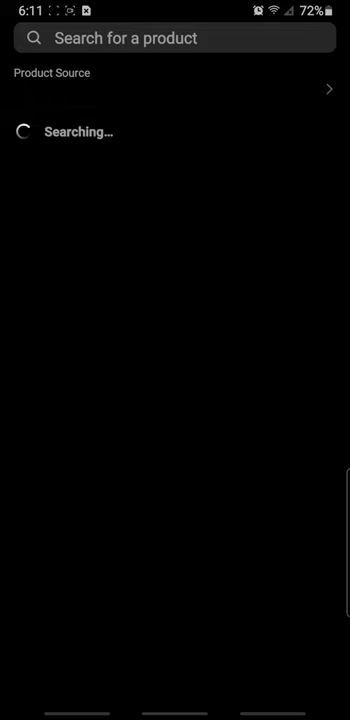 6:11
72%
Search for a product
Product Source
Searching...